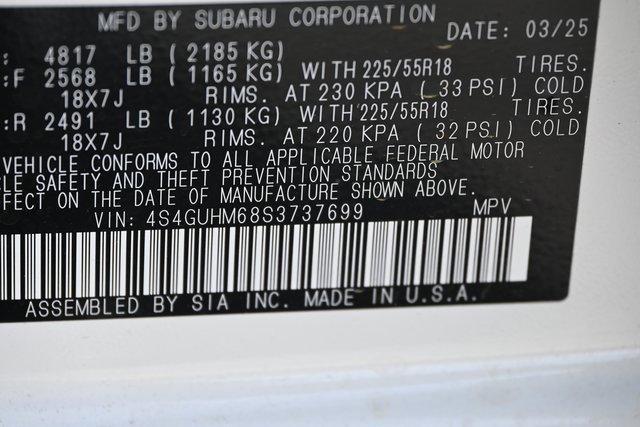 MFD BY SUBARU CORPORATION DATE: 03/25
: 4817 LB (2185 KG)
:F 2568 LB (1165 KG) WITH 225/55R18 TIRES.
18X7J RIMS. AT 230 KPA (33 PSI) COLD
:R 2491 LB (1130 KG) WITH 225/55R18 TIRES.
18X7J RIMS. AT 220 KPA (32 PSI) COLD
VEHICLE CONFORMS TO ALL APPLICABLE FEDERAL MOTOR
CLE SAFETY AND THEFT PREVENTION STANDARDS
FECT ON THE DATE OF MANUFACTURE SHOWN ABOVE.
VIN: 4S4GUHM68S3737699 MPV
ASSEMBLED BY SIA INC. MADE IN U.S.A.